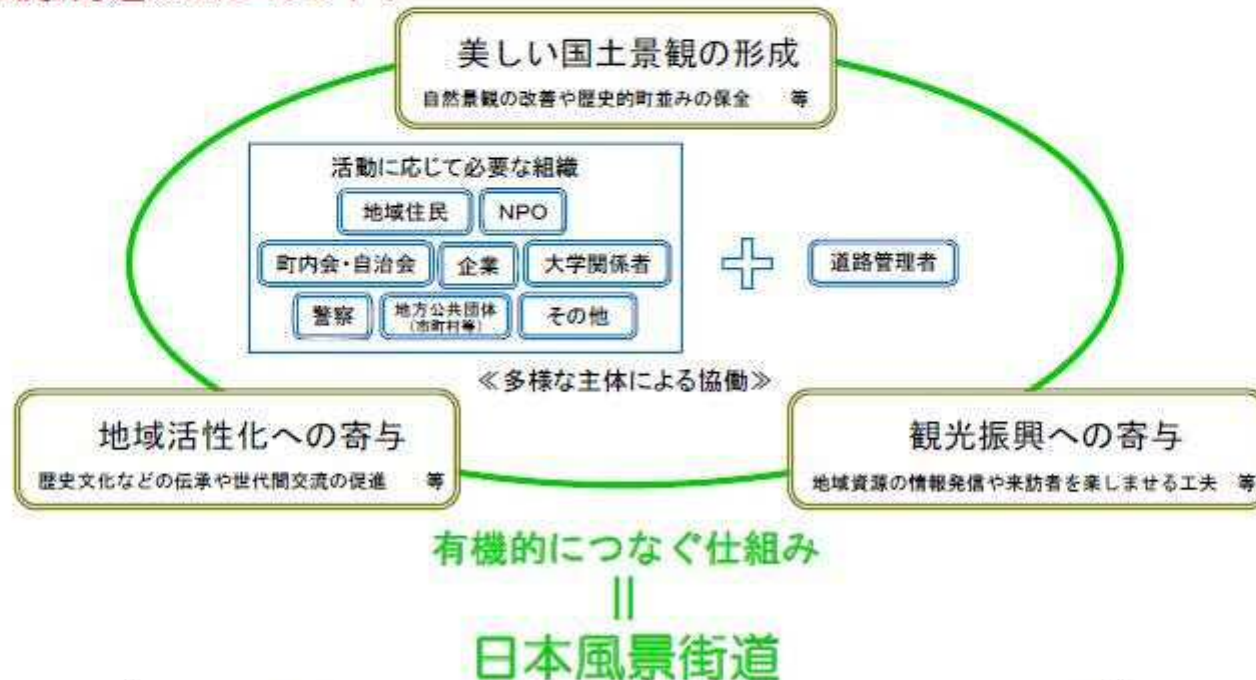 美しい国土景観の形成
自然景観の改善や歴史的町並みの保全 等
活動に応じて必要な組織
地域住民 NPO
町内会・自治会 企業 大学関係者
道路管理者
警察 地方公共団体 その他
(市町村等)
≪多様な主体による協働≫
地域活性化への寄与
歴史文化などの伝承や世代間交流の促進 等
観光振興への寄与
地域資源の情報発信や来訪者を楽しませる工夫 等
有機的につなぐ仕組み
||
日本風景街道